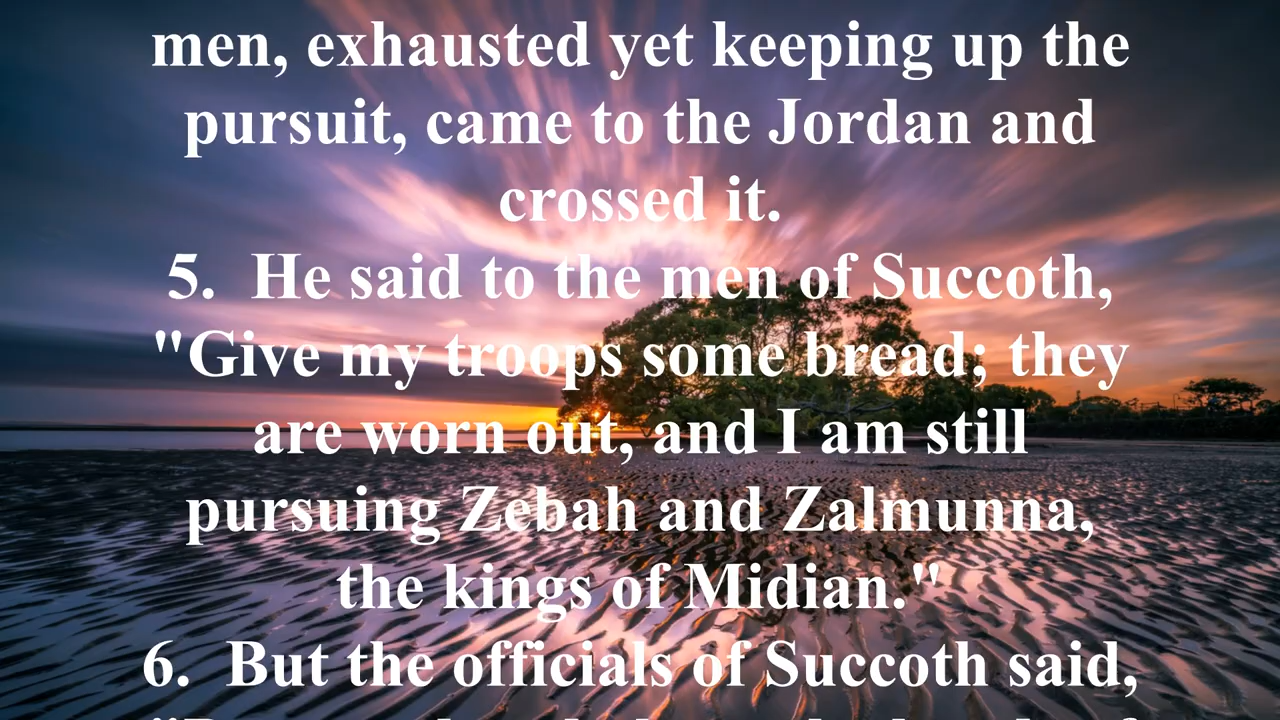 men, exhausted yet keeping up the
pursuit, came to the Jordan and
crossed it.
5.  He said to the men of Succoth,
"Give my troops some bread; they
are worn out, and I am still
pursuing Zebah and Zalmunna,
the kings of Midian."
6.  But the officials of Succoth said,